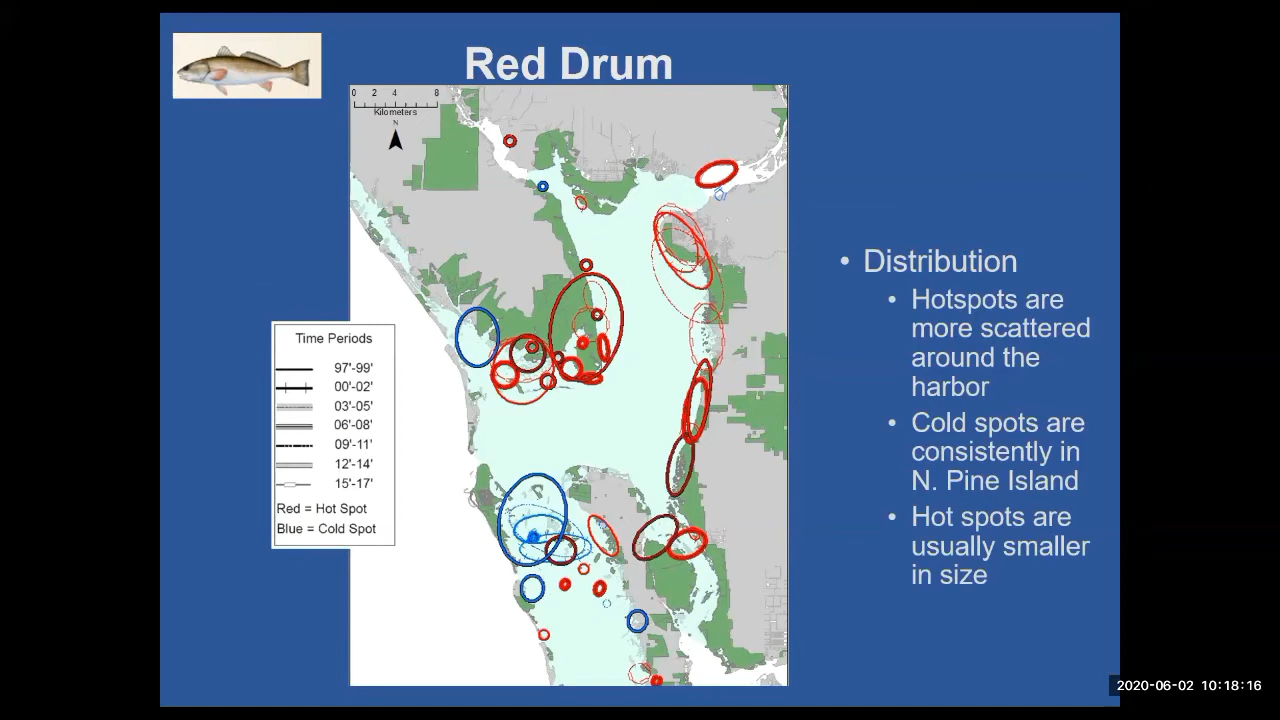 Red Drum
0 2 4 8
Kilometers
N
Time Periods
97'-99'
00'-02'
03'-05'
06'-08'
09'-11'
12'-14'
15'-17'
Red = Hot Spot
Blue = Cold Spot
• Distribution
• Hotspots are
more scattered
around the
harbor
• Cold spots are
consistently in
N. Pine Island
• Hot spots are
usually smaller
in size
2020-06-02 10:18:16